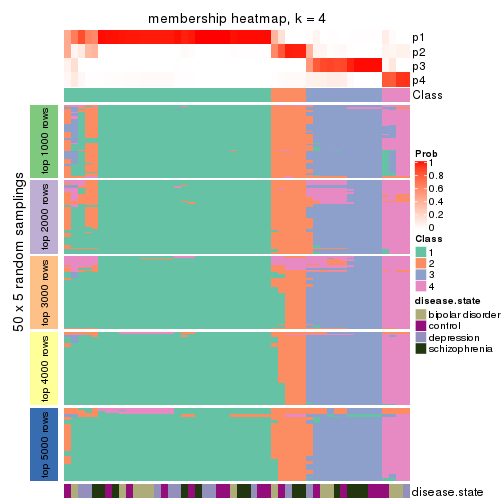 membership heatmap, k = 4
p1
p2
p3
p4
Class
50 x 5 random samplings
top 1000 rows
top 2000 rows
top 3000 rows
top 4000 rows
top 5000 rows
disease.state
Prob
1
0.8
0.6
0.4
0.2
0
Class
1
2
3
4
disease.state
bipolar disorder
control
depression
schizophrenia